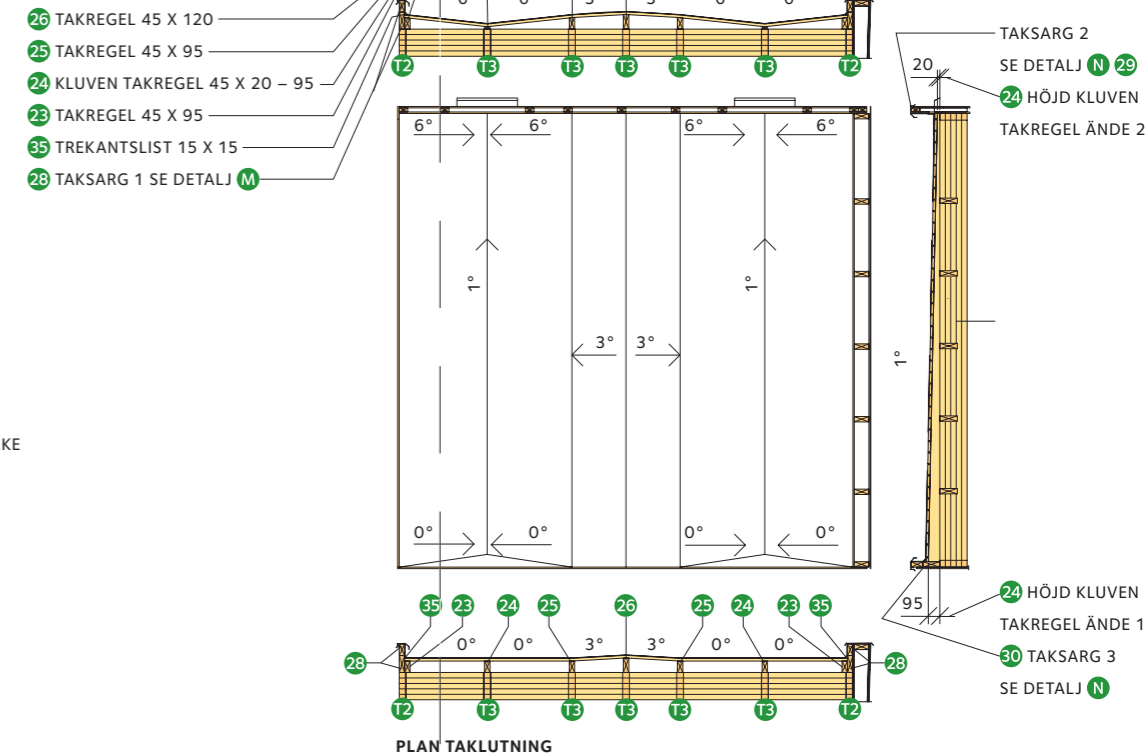 26 TAKREGEL 45 X 120
25 TAKREGEL 45 X 95
24 KLUVEN TAKREGEL 45 X 20 – 95
23 TAKREGEL 45 X 95
35 TREKANTSLIST 15 X 15
28 TAKSARG 1 SE DETALJ M
T2 T3 T3 T3 T3 T3 T2
TAKSARG 2
SE DETALJ N 29
20
24 HÖJD KLUVEN
TAKREGEL ÄNDE 2
6° 6° 6° 6°
1° 1°
3° 3°
1°
KE
0° 0° 0° 0°
95
24 HÖJD KLUVEN
TAKREGEL ÄNDE 1
30 TAKSARG 3
SE DETALJ N
35 23 24 25 26 25 24 23 35
0° 0° 3° 3° 0° 0°
28 28
T2 T3 T3 T3 T3 T3 T2
PLAN TAKLUTNING